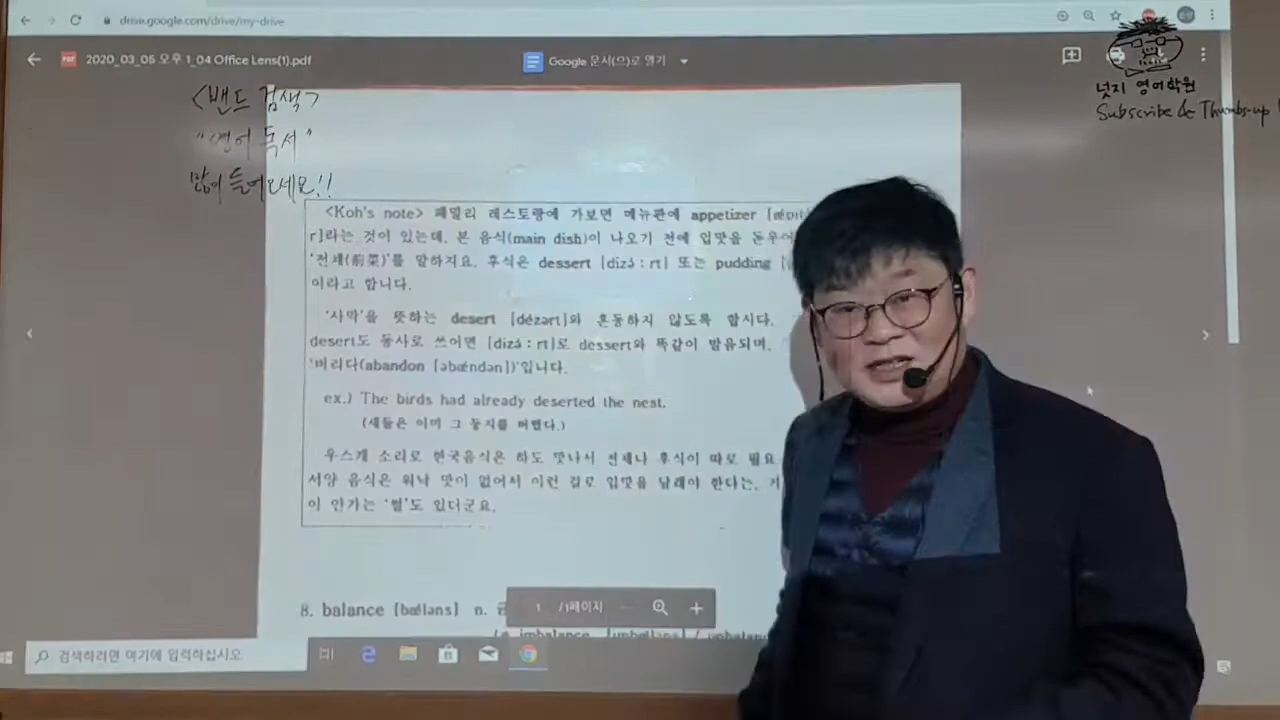 drive.google.com/drive/my-drive
PDF 2020_03_05 오후 1_04 Office Lens(1).pdf
Google 문서(으)로 열기
<밴드 검색>
"영어 독서"
많이 들어오세요!!
넛지 영어학원
Subscribe & Thumbs-up!
<Koh's note> 패밀리 레스토랑에 가보면 메뉴판에 appetizer
r]라는 것이 있는데, 본 음식(main dish)이 나오기 전에 입맛을 돋우어
'전채(前菜)'를 말하지요. 후식은 dessert [dizə́ː rt] 또는 pudding
이라고 합니다.
'사막'을 뜻하는 desert [dézərt]와 혼동하지 않도록 합시다.
desert도 동사로 쓰이면 [dizə́ː rt]로 dessert와 똑같이 발음되며,
'버리다(abandon [əbǽndən])'입니다.
ex.) The birds had already deserted the nest.
(새들은 이미 그 둥지를 버렸다.)
우스개 소리로 한국음식은 하도 맛나서 전채나 후식이 따로 필요
서양 음식은 워낙 맛이 없어서 이런 걸로 입맛을 달래야 한다는,
이 안가는 '썰'도 있더군요.
8. balance [bǽləns] n.
1 /1페이지
imbalance
검색하려면 여기에 입력하십시오.